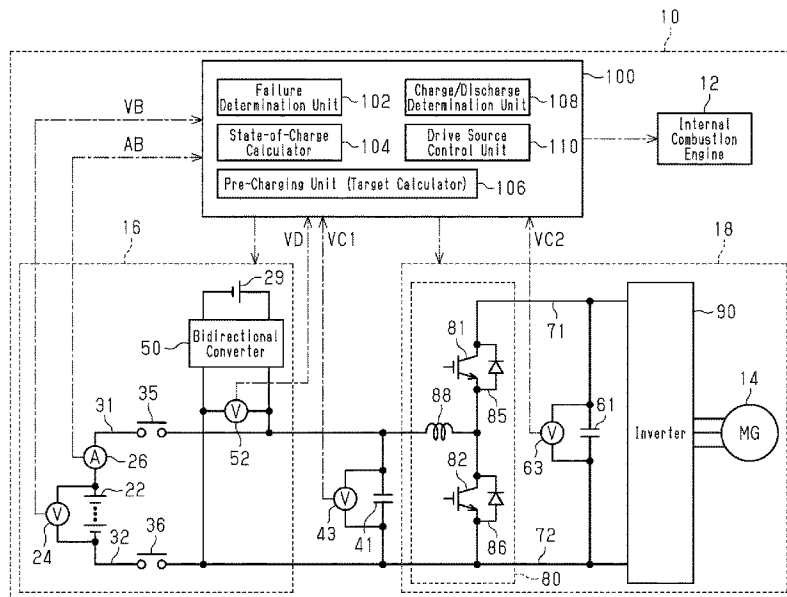 10
100
Failure
Determination Unit
102
Charge/Discharge
Determination Unit
108
12
VB
State-of-Charge
Calculator
104
Drive Source
Control Unit
110
Internal
Combustion
Engine
AB
Pre-Charging Unit (Target Calculator)
106
16
VD
VC1
VC2
18
29
50
Bidirectional
Converter
81
71
90
31
35
V
52
88
85
61
14
A
26
V
63
Inverter
MG
22
82
V
24
36
V
43
41
86
32
72
80